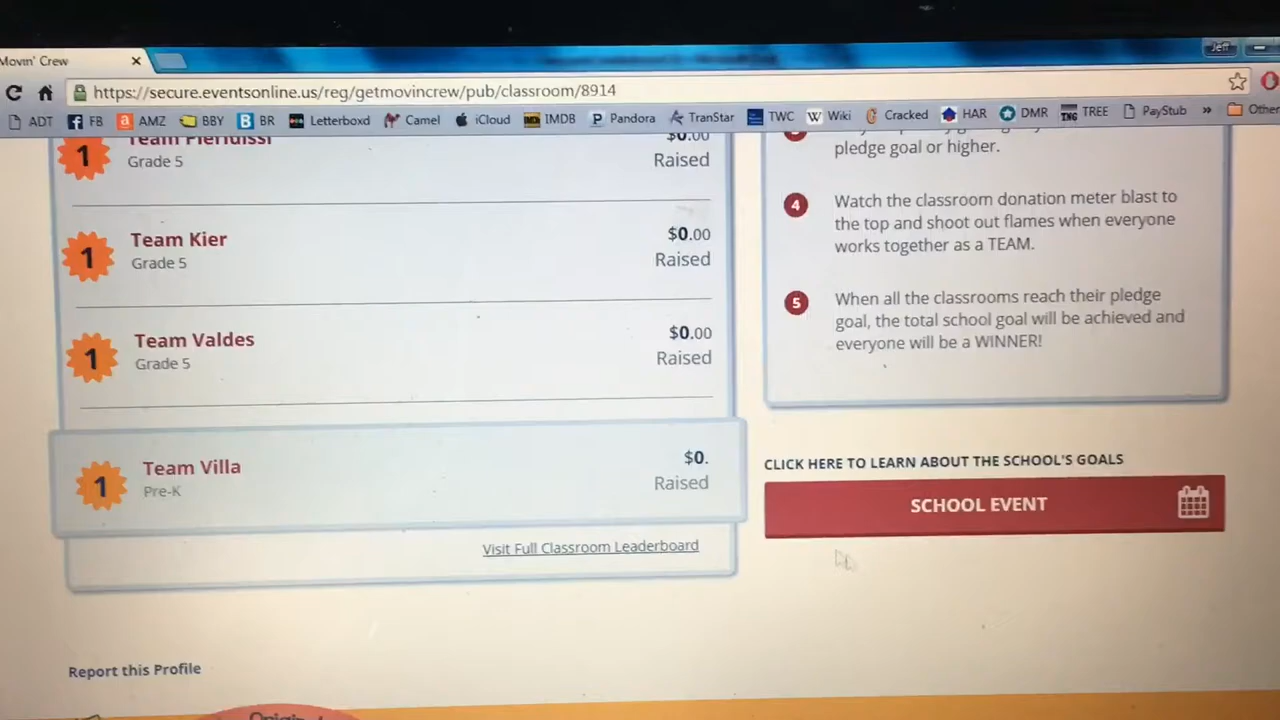 Movin' Crew
Jeff
https://secure.eventsonline.us/reg/getmovincrew/pub/classroom/8914
ADT FB AMZ BBY BR Letterboxd Camel iCloud IMDB Pandora TranStar TWC Wiki Cracked HAR DMR TREE PayStub » Other
1
Grade 5
$0.00
Raised
1
Team Kier
Grade 5
$0.00
Raised
1
Team Valdes
Grade 5
$0.00
Raised
1
Team Villa
Pre-K
$0.
Raised
Visit Full Classroom Leaderboard
pledge goal or higher.
4
Watch the classroom donation meter blast to
the top and shoot out flames when everyone
works together as a TEAM.
5
When all the classrooms reach their pledge
goal, the total school goal will be achieved and
everyone will be a WINNER!
CLICK HERE TO LEARN ABOUT THE SCHOOL'S GOALS
SCHOOL EVENT
Report this Profile